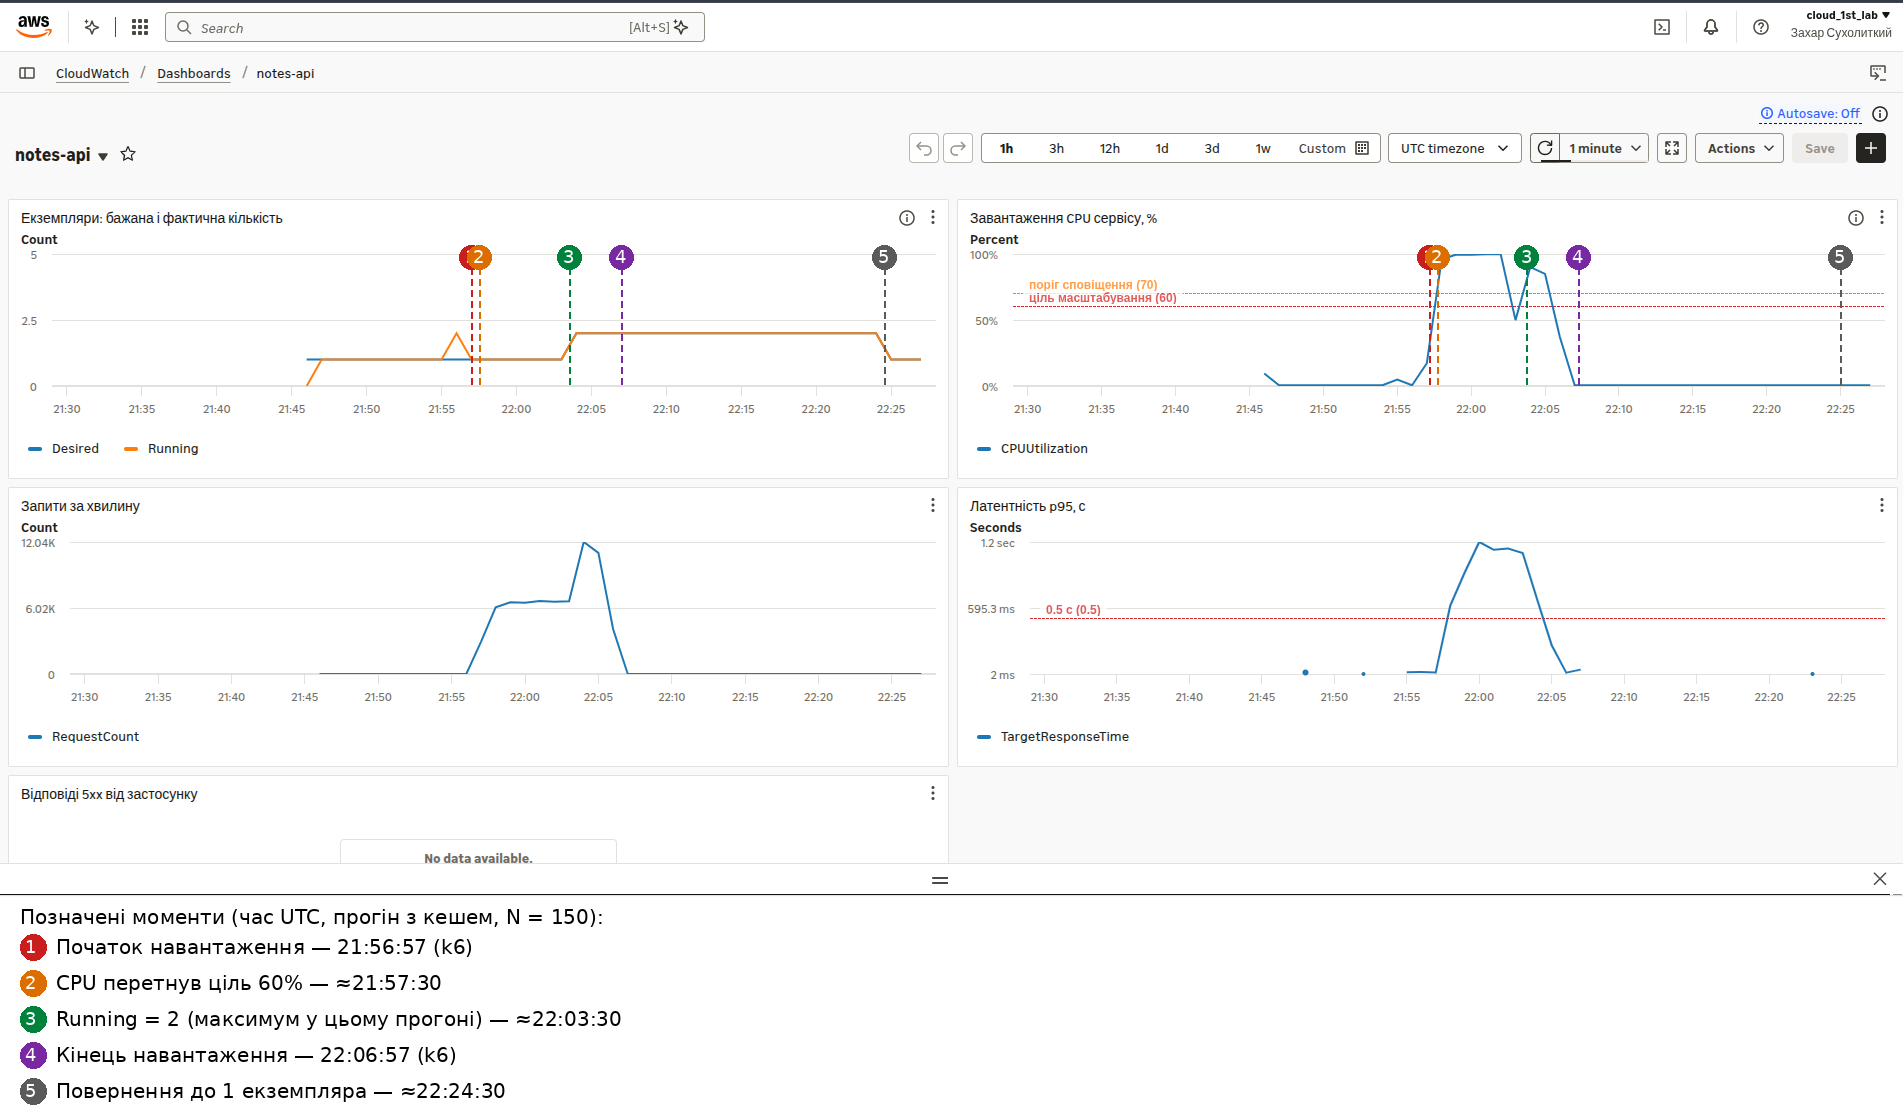 aws
Search [Alt+S]
cloud_1st_lab
Захар Сухолиткий
CloudWatch / Dashboards / notes-api
Autosave: Off
notes-api
1h 3h 12h 1d 3d 1w Custom UTC timezone 1 minute Actions Save
Екземпляри: бажана і фактична кількість
Count
5
2.5
0
2 3 4 5
21:30 21:35 21:40 21:45 21:50 21:55 22:00 22:05 22:10 22:15 22:20 22:25
Desired Running
Завантаження CPU сервісу, %
Percent
100%
50%
0%
2 3 4 5
поріг сповіщення (70)
ціль масштабування (60)
21:30 21:35 21:40 21:45 21:50 21:55 22:00 22:05 22:10 22:15 22:20 22:25
CPUUtilization
Запити за хвилину
Count
12.04K
6.02K
0
21:30 21:35 21:40 21:45 21:50 21:55 22:00 22:05 22:10 22:15 22:20 22:25
RequestCount
Латентність p95, с
Seconds
1.2 sec
595.3 ms
2 ms
0.5 с (0.5)
21:30 21:35 21:40 21:45 21:50 21:55 22:00 22:05 22:10 22:15 22:20 22:25
TargetResponseTime
Відповіді 5xx від застосунку
No data available.
Позначені моменти (час UTC, прогін з кешем, N = 150):
1 Початок навантаження — 21:56:57 (k6)
2 CPU перетнув ціль 60% — ≈21:57:30
3 Running = 2 (максимум у цьому прогоні) — ≈22:03:30
4 Кінець навантаження — 22:06:57 (k6)
5 Повернення до 1 екземпляра — ≈22:24:30